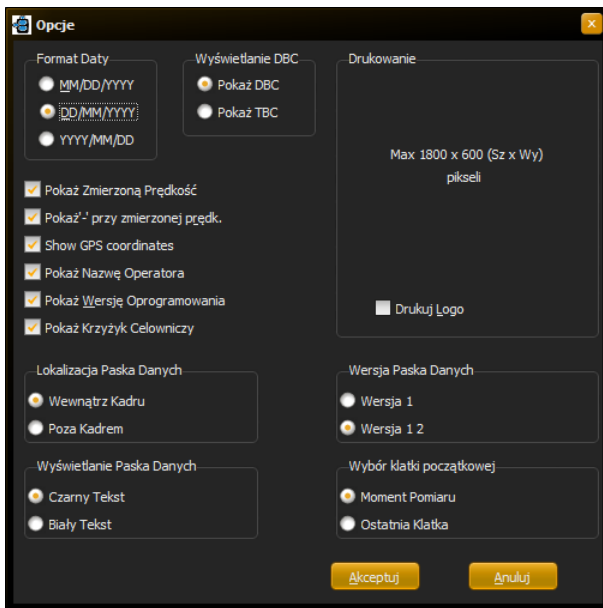 Opcje
Format Daty
MM/DD/YYYY
DD/MM/YYYY
YYYY/MM/DD
Wyświetlanie DBC
Pokaż DBC
Pokaż TBC
Drukowanie
Max 1800 x 600 (Sz x Wy)
pikseli
Drukuj Logo
Pokaż Zmierzoną Prędkość
Pokaż'-' przy zmierzonej prędk.
Show GPS coordinates
Pokaż Nazwę Operatora
Pokaż Wersję Oprogramowania
Pokaż Krzyżyk Celowniczy
Lokalizacja Paska Danych
Wewnątrz Kadru
Poza Kadrem
Wersja Paska Danych
Wersja 1
Wersja 1 2
Wyświetlanie Paska Danych
Czarny Tekst
Biały Tekst
Wybór klatki początkowej
Moment Pomiaru
Ostatnia Klatka
Akceptuj
Anuluj